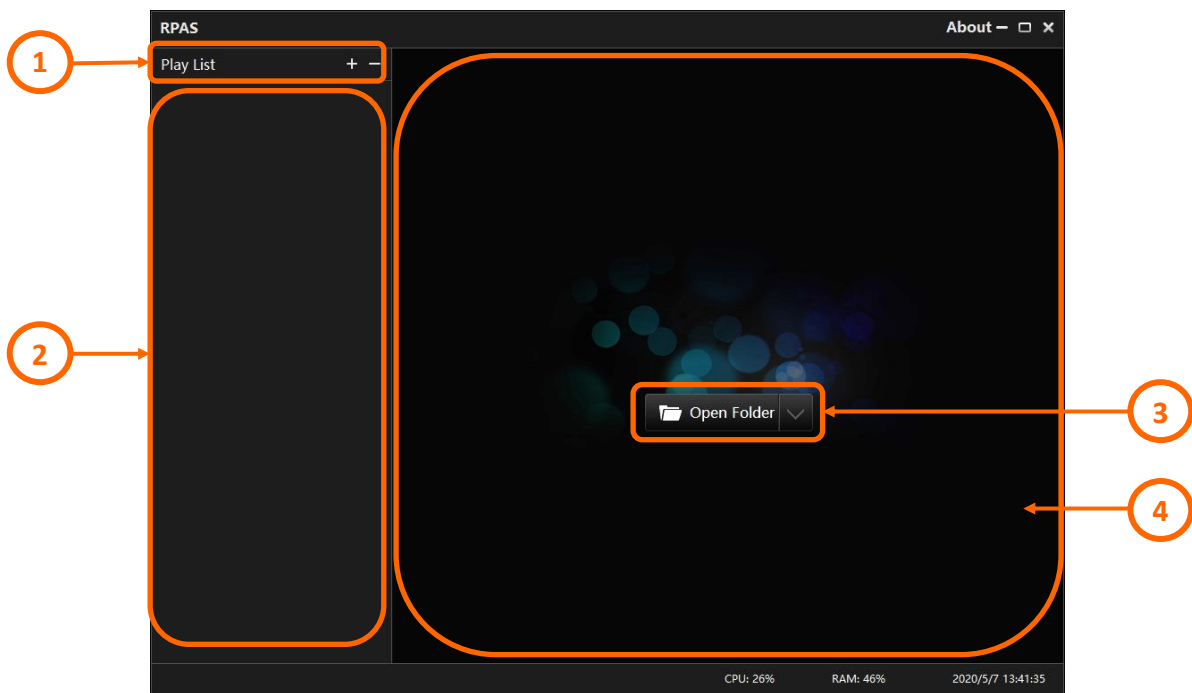 RPAS
About
1
Play List + −
2
Open Folder
3
4
CPU: 26% RAM: 46% 2020/5/7 13:41:35